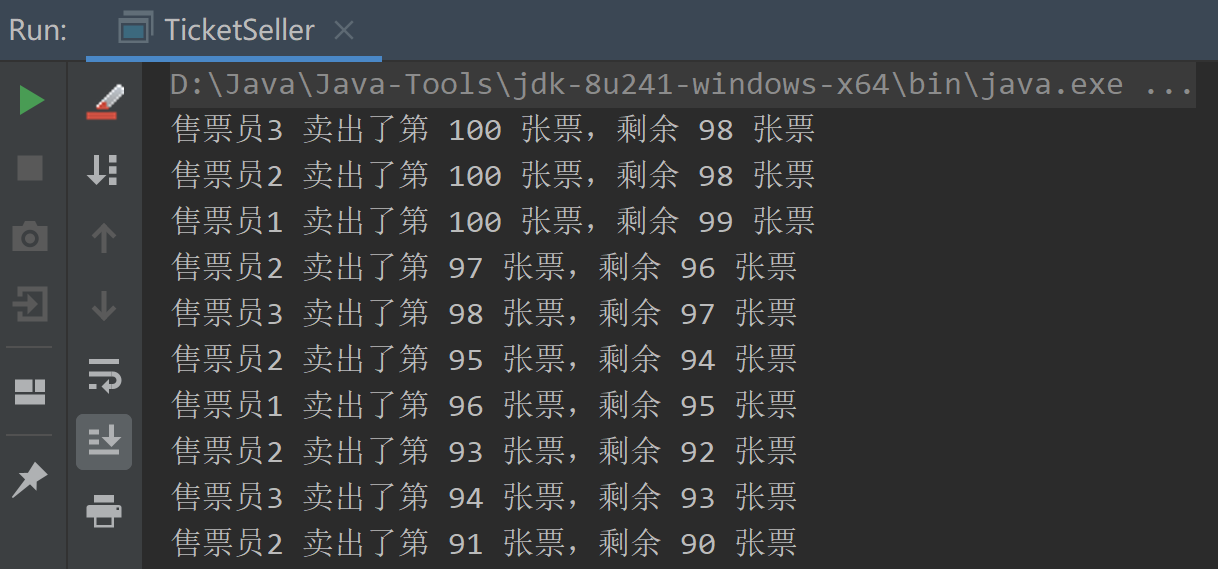 Run: TicketSeller
D:\Java\Java-Tools\jdk-8u241-windows-x64\bin\java.exe ...
售票员3 卖出了第 100 张票，剩余 98 张票
售票员2 卖出了第 100 张票，剩余 98 张票
售票员1 卖出了第 100 张票，剩余 99 张票
售票员2 卖出了第 97 张票，剩余 96 张票
售票员3 卖出了第 98 张票，剩余 97 张票
售票员2 卖出了第 95 张票，剩余 94 张票
售票员1 卖出了第 96 张票，剩余 95 张票
售票员2 卖出了第 93 张票，剩余 92 张票
售票员3 卖出了第 94 张票，剩余 93 张票
售票员2 卖出了第 91 张票，剩余 90 张票